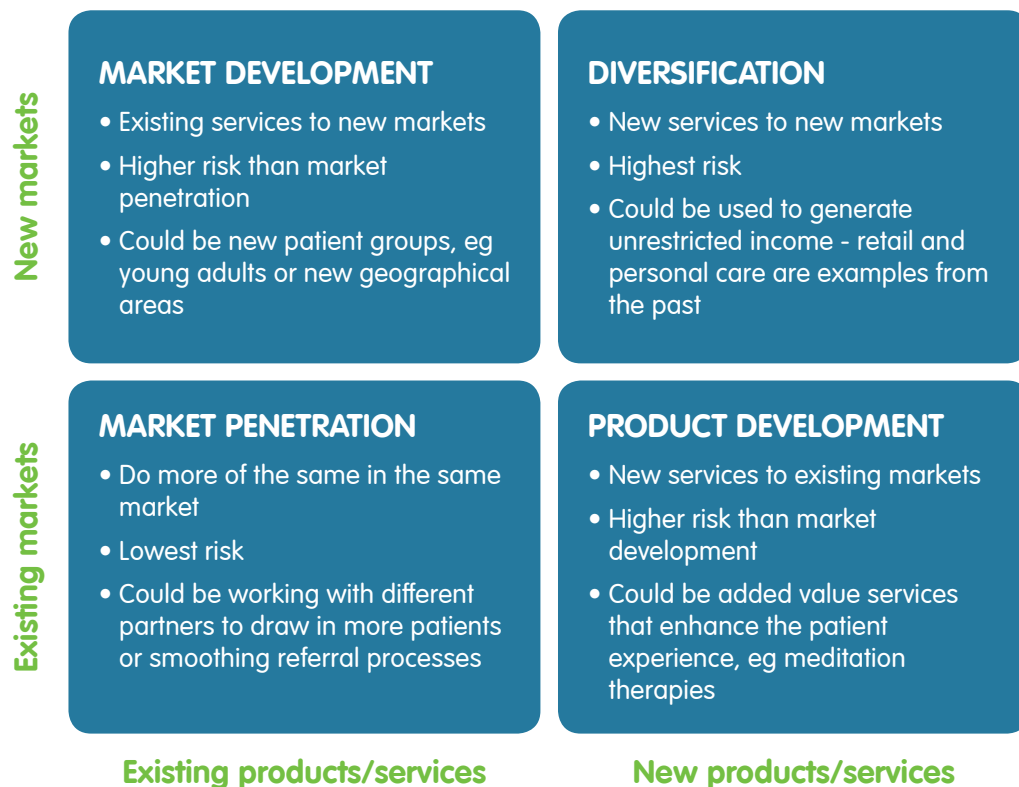 New markets
MARKET DEVELOPMENT
• Existing services to new markets
• Higher risk than market
penetration
• Could be new patient groups, eg
young adults or new geographical
areas
DIVERSIFICATION
• New services to new markets
• Highest risk
• Could be used to generate
unrestricted income - retail and
personal care are examples from
the past
Existing markets
MARKET PENETRATION
• Do more of the same in the same
market
• Lowest risk
• Could be working with different
partners to draw in more patients
or smoothing referral processes
PRODUCT DEVELOPMENT
• New services to existing markets
• Higher risk than market
development
• Could be added value services
that enhance the patient
experience, eg meditation
therapies
Existing products/services
New products/services